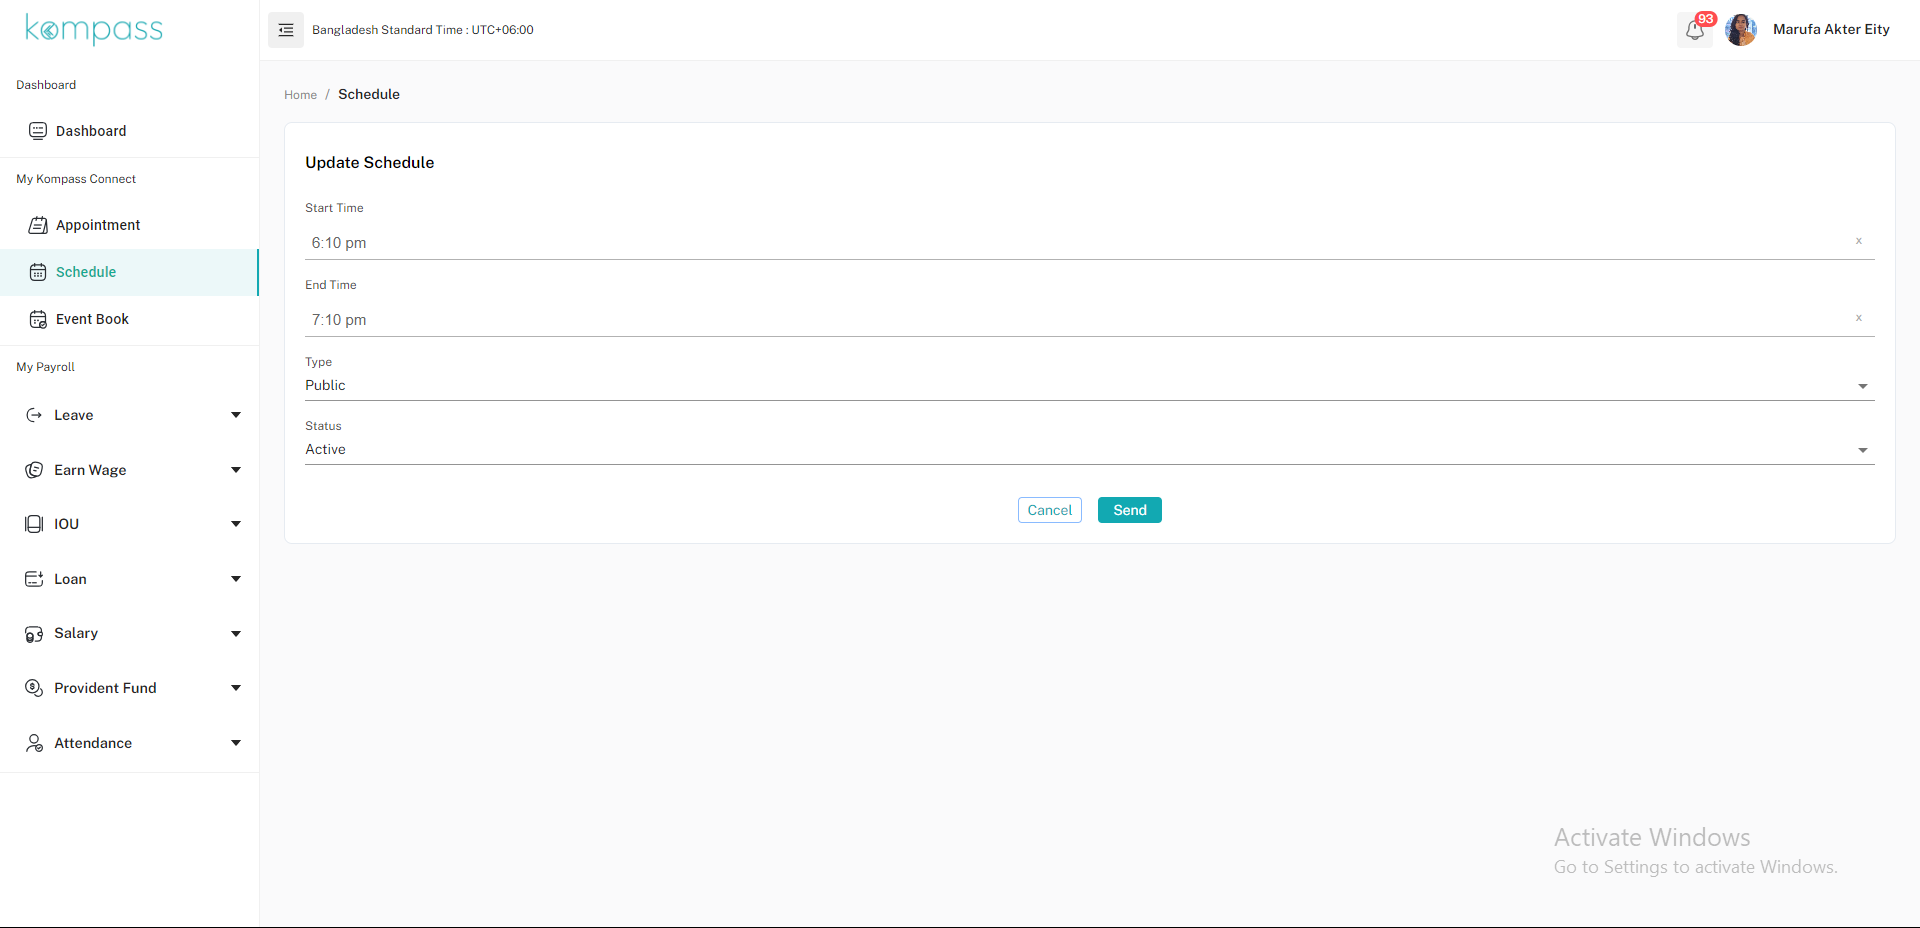 kompass
Bangladesh Standard Time : UTC+06:00
93
Marufa Akter Eity
Dashboard
Dashboard
My Kompass Connect
Appointment
Schedule
Event Book
My Payroll
Leave
Earn Wage
IOU
Loan
Salary
Provident Fund
Attendance
Home / Schedule
Update Schedule
Start Time
6:10 pm x
End Time
7:10 pm x
Type
Public
Status
Active
Cancel Send
Activate Windows
Go to Settings to activate Windows.